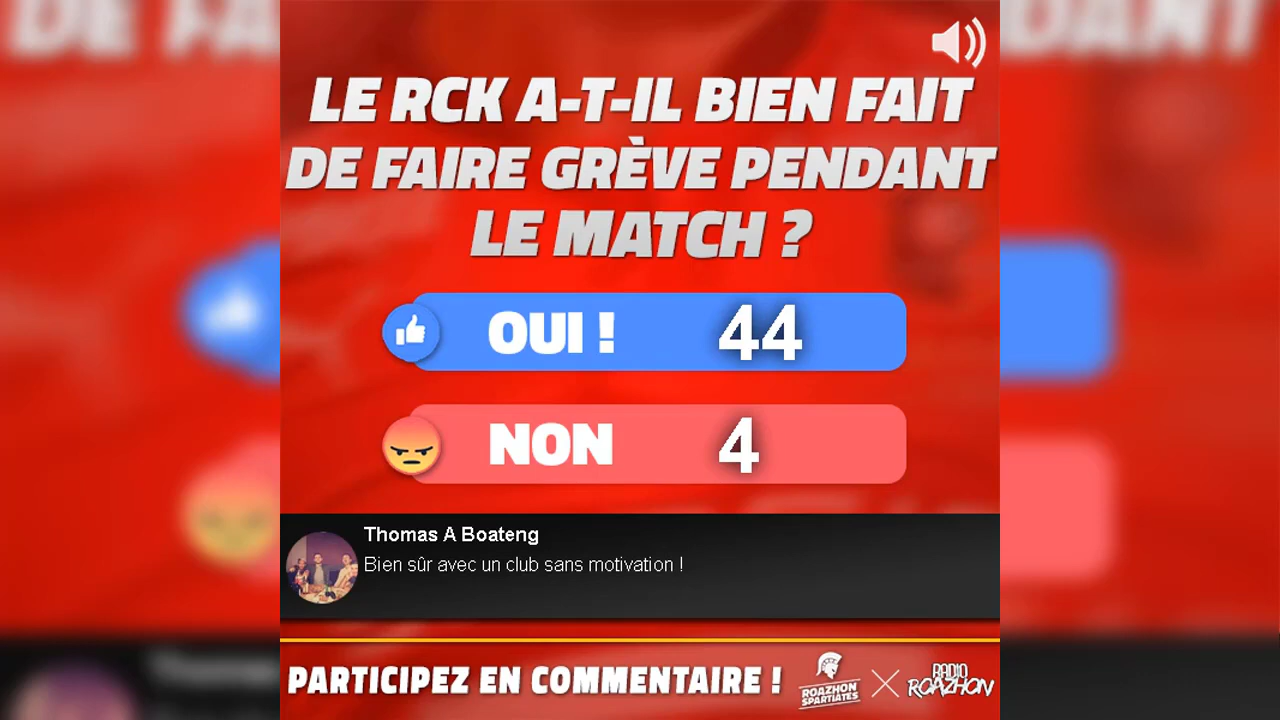 LE RCK A-T-IL BIEN FAIT
DE FAIRE GRÈVE PENDANT
LE MATCH ?
OUI ! 44
NON 4
Thomas A Boateng
Bien sûr avec un club sans motivation !
PARTICIPEZ EN COMMENTAIRE !
ROAZHON
SPARTIATES
RADIO
ROAZHON